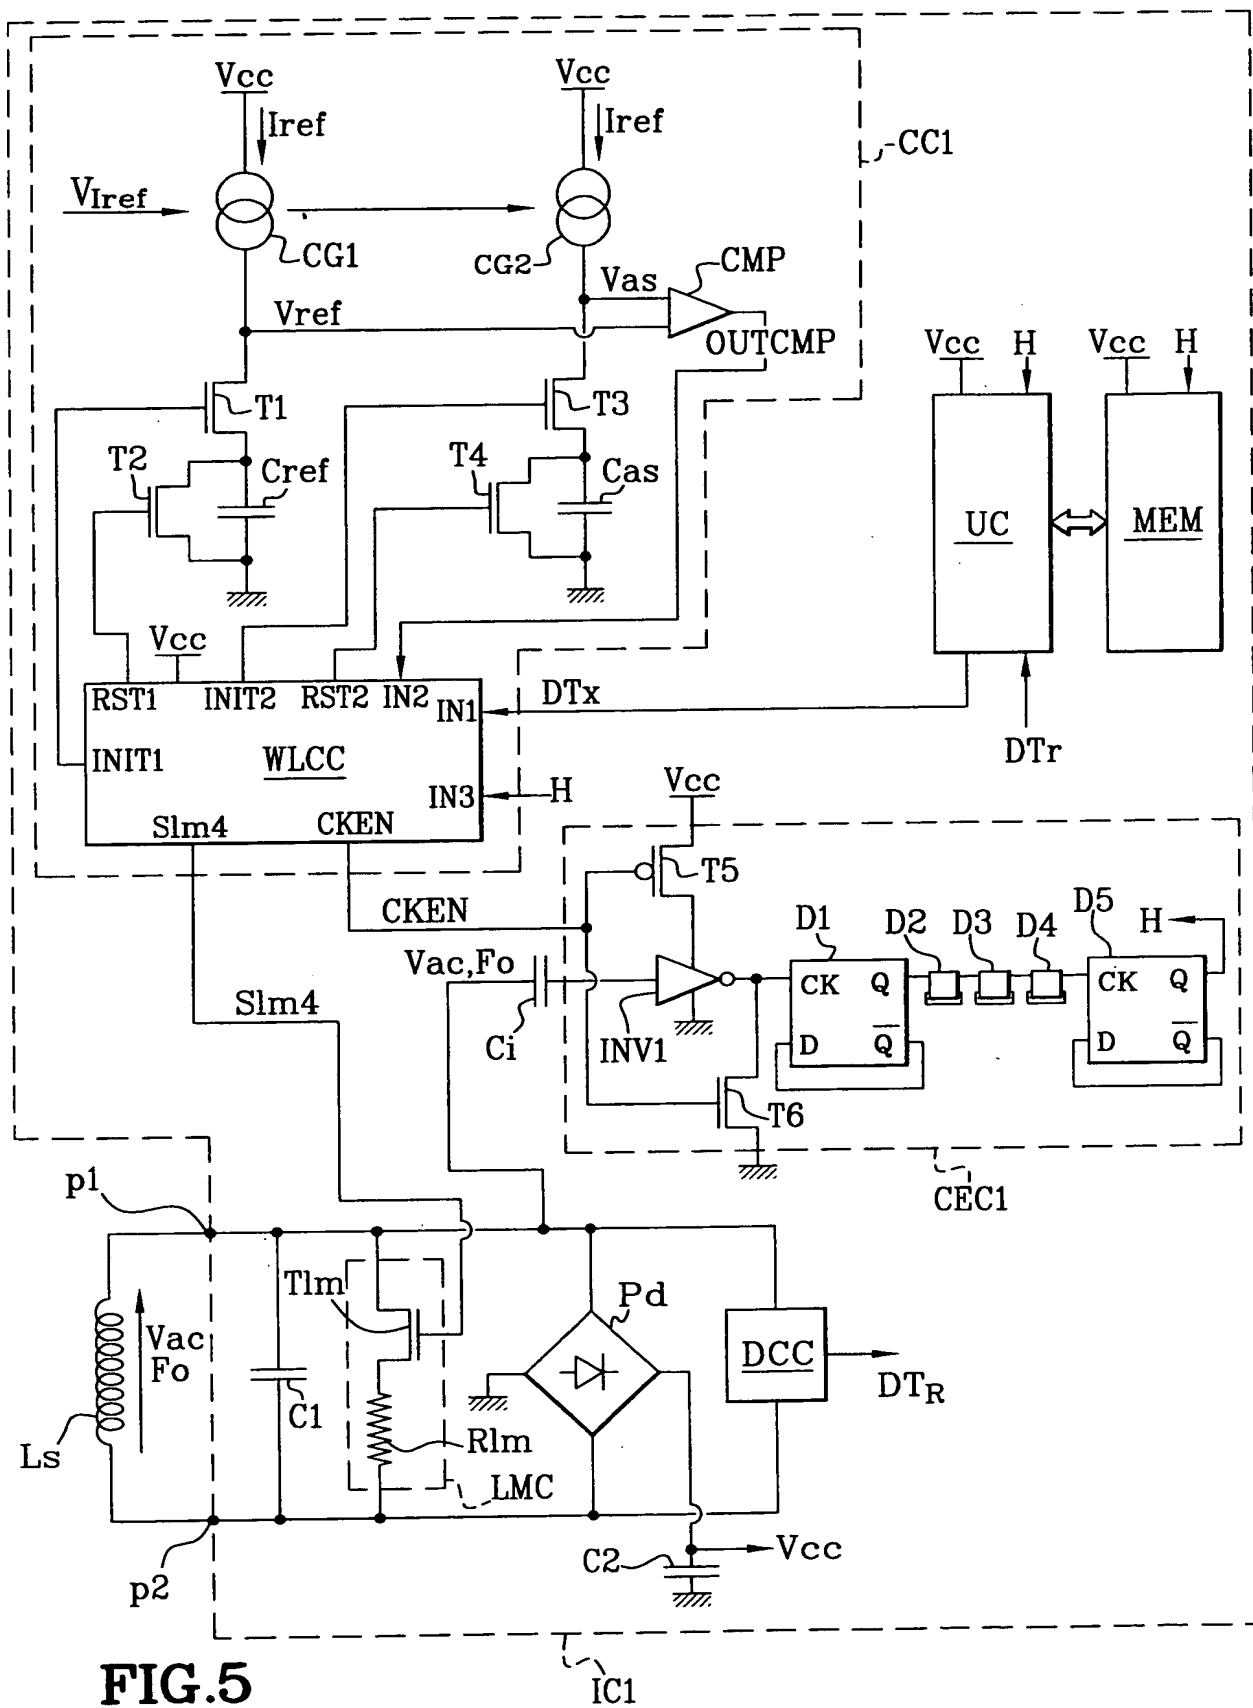 Vcc
Vcc
Iref
Iref
CC1
VIref
CG1
CG2
CMP
Vas
Vref
OUTCMP
Vcc
H
Vcc
H
T1
T3
T2
Cref
T4
Cas
UC
MEM
Vcc
RST1
INIT2
RST2
IN2
IN1
DTx
DTr
INIT1
WLCC
IN3
H
Vcc
Slm4
CKEN
T5
CKEN
D1
D2
D3
D4
D5
H
Vac,Fo
CK
Q
CK
Q
Slm4
Ci
INV1
D
Q
D
Q
T6
CEC1
p1
Tlm
Pd
Vac
Fo
DCC
DTR
C1
Ls
Rlm
LMC
Vcc
C2
p2
FIG.5
IC1